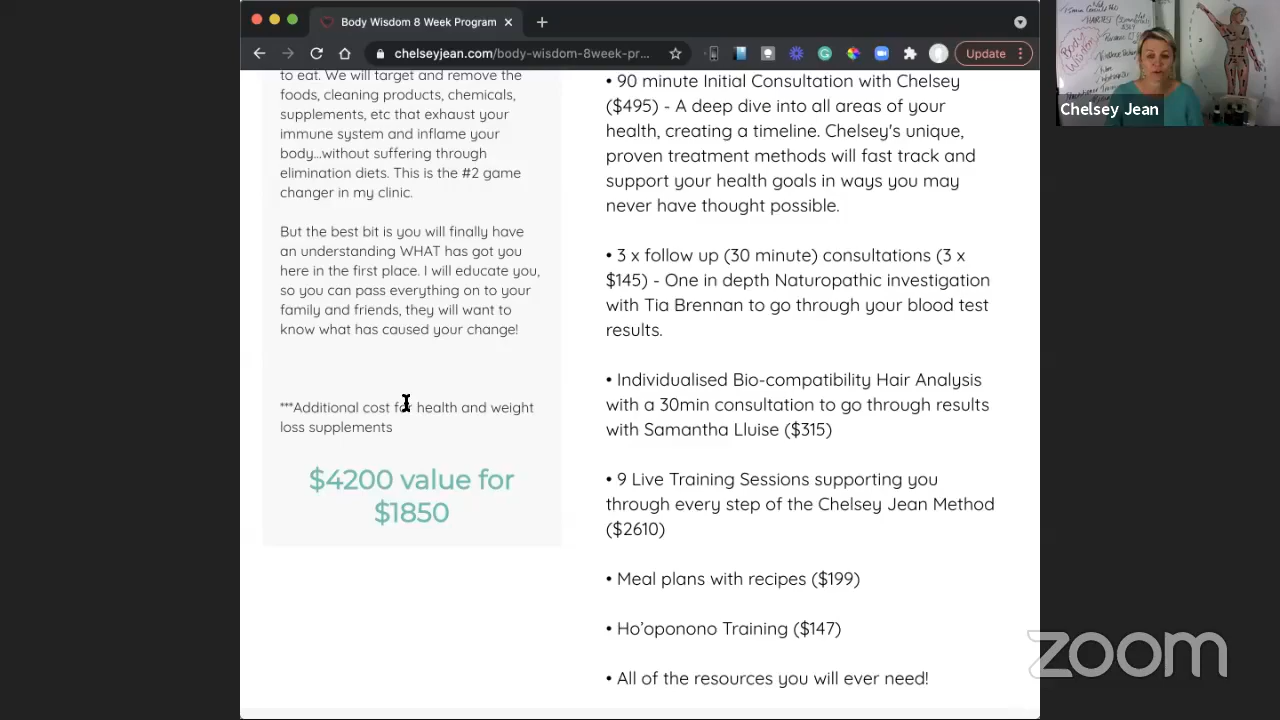 Body Wisdom 8 Week Program
chelseyjean.com/body-wisdom-8week-pr...
Update
to eat. We will target and remove the
foods, cleaning products, chemicals,
supplements, etc that exhaust your
immune system and inflame your
body...without suffering through
elimination diets. This is the #2 game
changer in my clinic.
But the best bit is you will finally have
an understanding WHAT has got you
here in the first place. I will educate you,
so you can pass everything on to your
family and friends, they will want to
know what has caused your change!
***Additional cost for health and weight
loss supplements
$4200 value for
$1850
• 90 minute Initial Consultation with Chelsey
($495) - A deep dive into all areas of your
health, creating a timeline. Chelsey's unique,
proven treatment methods will fast track and
support your health goals in ways you may
never have thought possible.
• 3 x follow up (30 minute) consultations (3 x
$145) - One in depth Naturopathic investigation
with Tia Brennan to go through your blood test
results.
• Individualised Bio-compatibility Hair Analysis
with a 30min consultation to go through results
with Samantha Lluise ($315)
• 9 Live Training Sessions supporting you
through every step of the Chelsey Jean Method
($2610)
• Meal plans with recipes ($199)
• Ho'oponono Training ($147)
• All of the resources you will ever need!
Body
Wisdom
Chelsey Jean
zoom